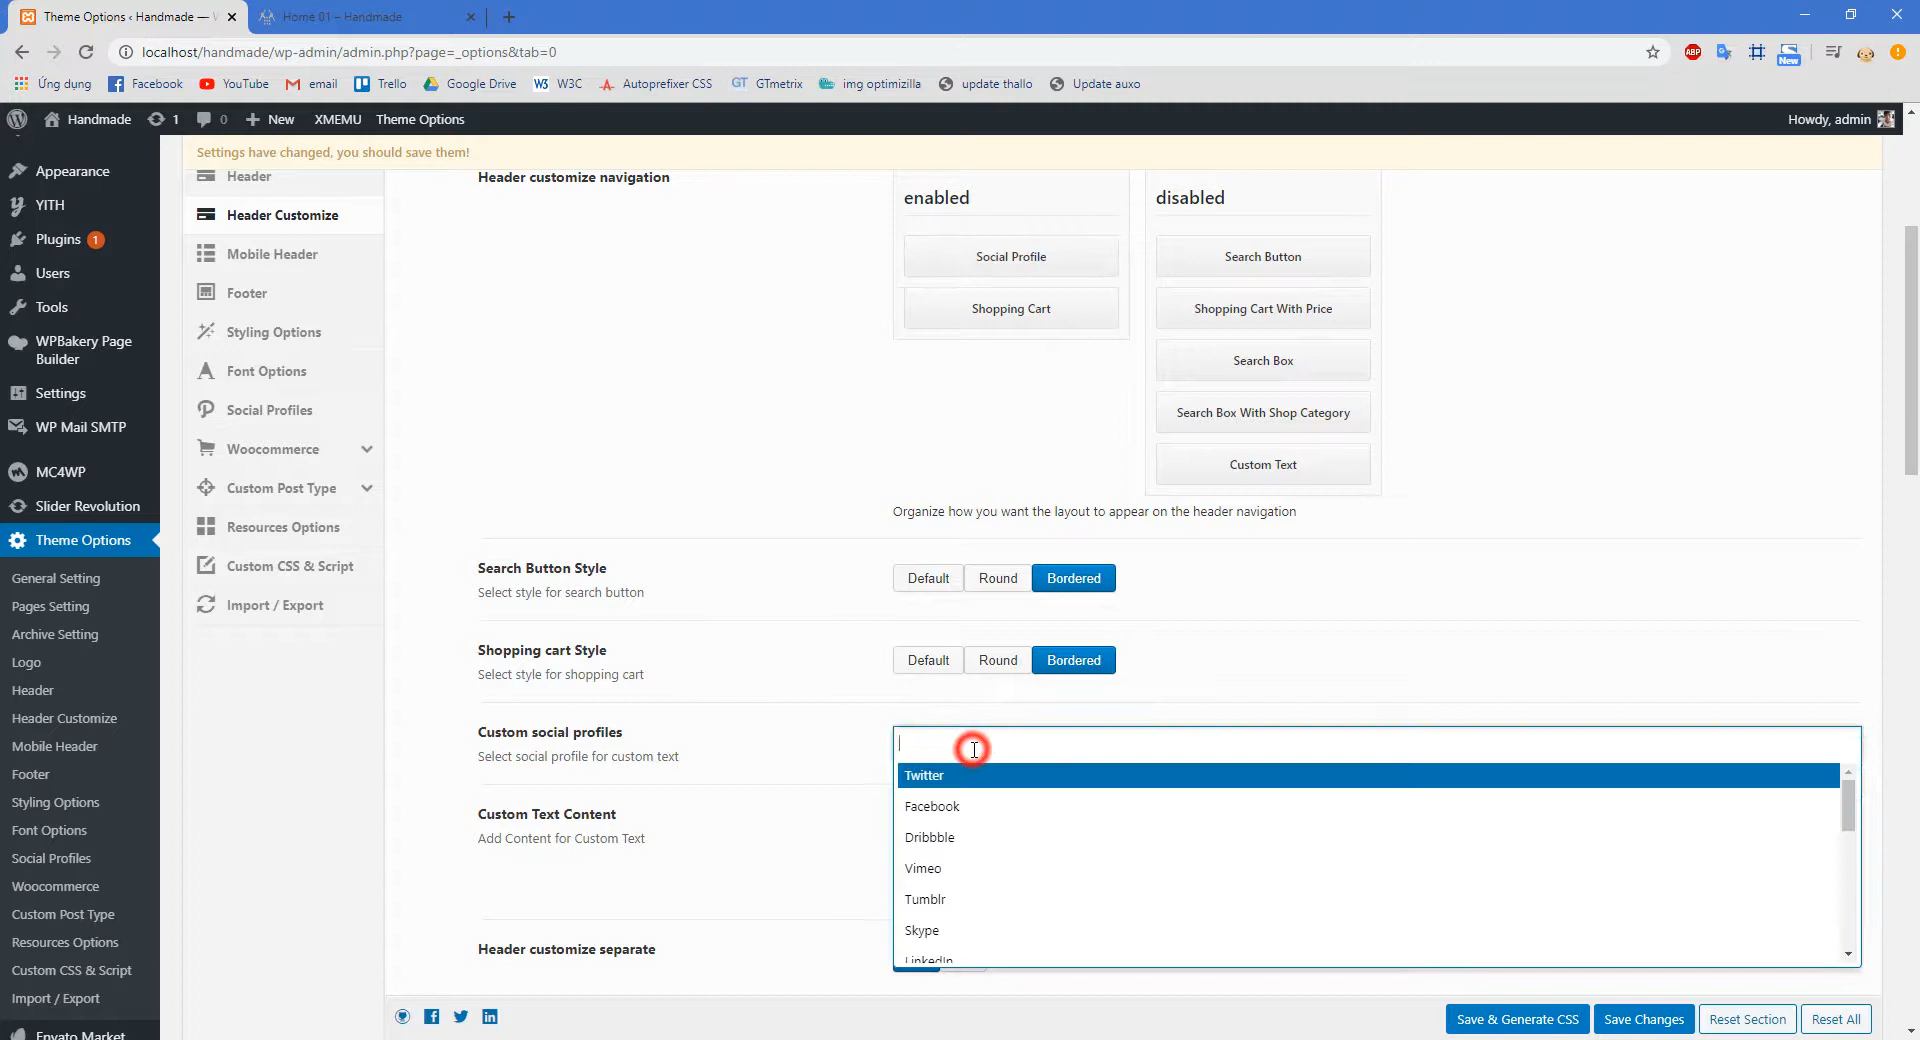 Theme Options ‹ Handmade — W
Home 01 – Handmade
localhost/handmade/wp-admin/admin.php?page=_options&tab=0
ABP
New
Ứng dụng
Facebook
YouTube
email
Trello
Google Drive
W3 W3C
Autoprefixer CSS
GT GTmetrix
img optimizilla
update thallo
Update auxo
Handmade
1
0
New
XMEMU
Theme Options
Howdy, admin
Appearance
YITH
Plugins 1
Users
Tools
WPBakery Page
Builder
Settings
WP Mail SMTP
MC4WP
Slider Revolution
Theme Options
General Setting
Pages Setting
Archive Setting
Logo
Header
Header Customize
Mobile Header
Footer
Styling Options
Font Options
Social Profiles
Woocommerce
Custom Post Type
Resources Options
Custom CSS & Script
Import / Export
Envato Market
Settings have changed, you should save them!
Header
Header Customize
Mobile Header
Footer
Styling Options
Font Options
Social Profiles
Woocommerce
Custom Post Type
Resources Options
Custom CSS & Script
Import / Export
Header customize navigation
enabled
Social Profile
Shopping Cart
disabled
Search Button
Shopping Cart With Price
Search Box
Search Box With Shop Category
Custom Text
Organize how you want the layout to appear on the header navigation
Search Button Style
Select style for search button
Default
Round
Bordered
Shopping cart Style
Select style for shopping cart
Default
Round
Bordered
Custom social profiles
Select social profile for custom text
Twitter
Facebook
Dribbble
Vimeo
Tumblr
Skype
LinkedIn
Custom Text Content
Add Content for Custom Text
Header customize separate
Save & Generate CSS
Save Changes
Reset Section
Reset All